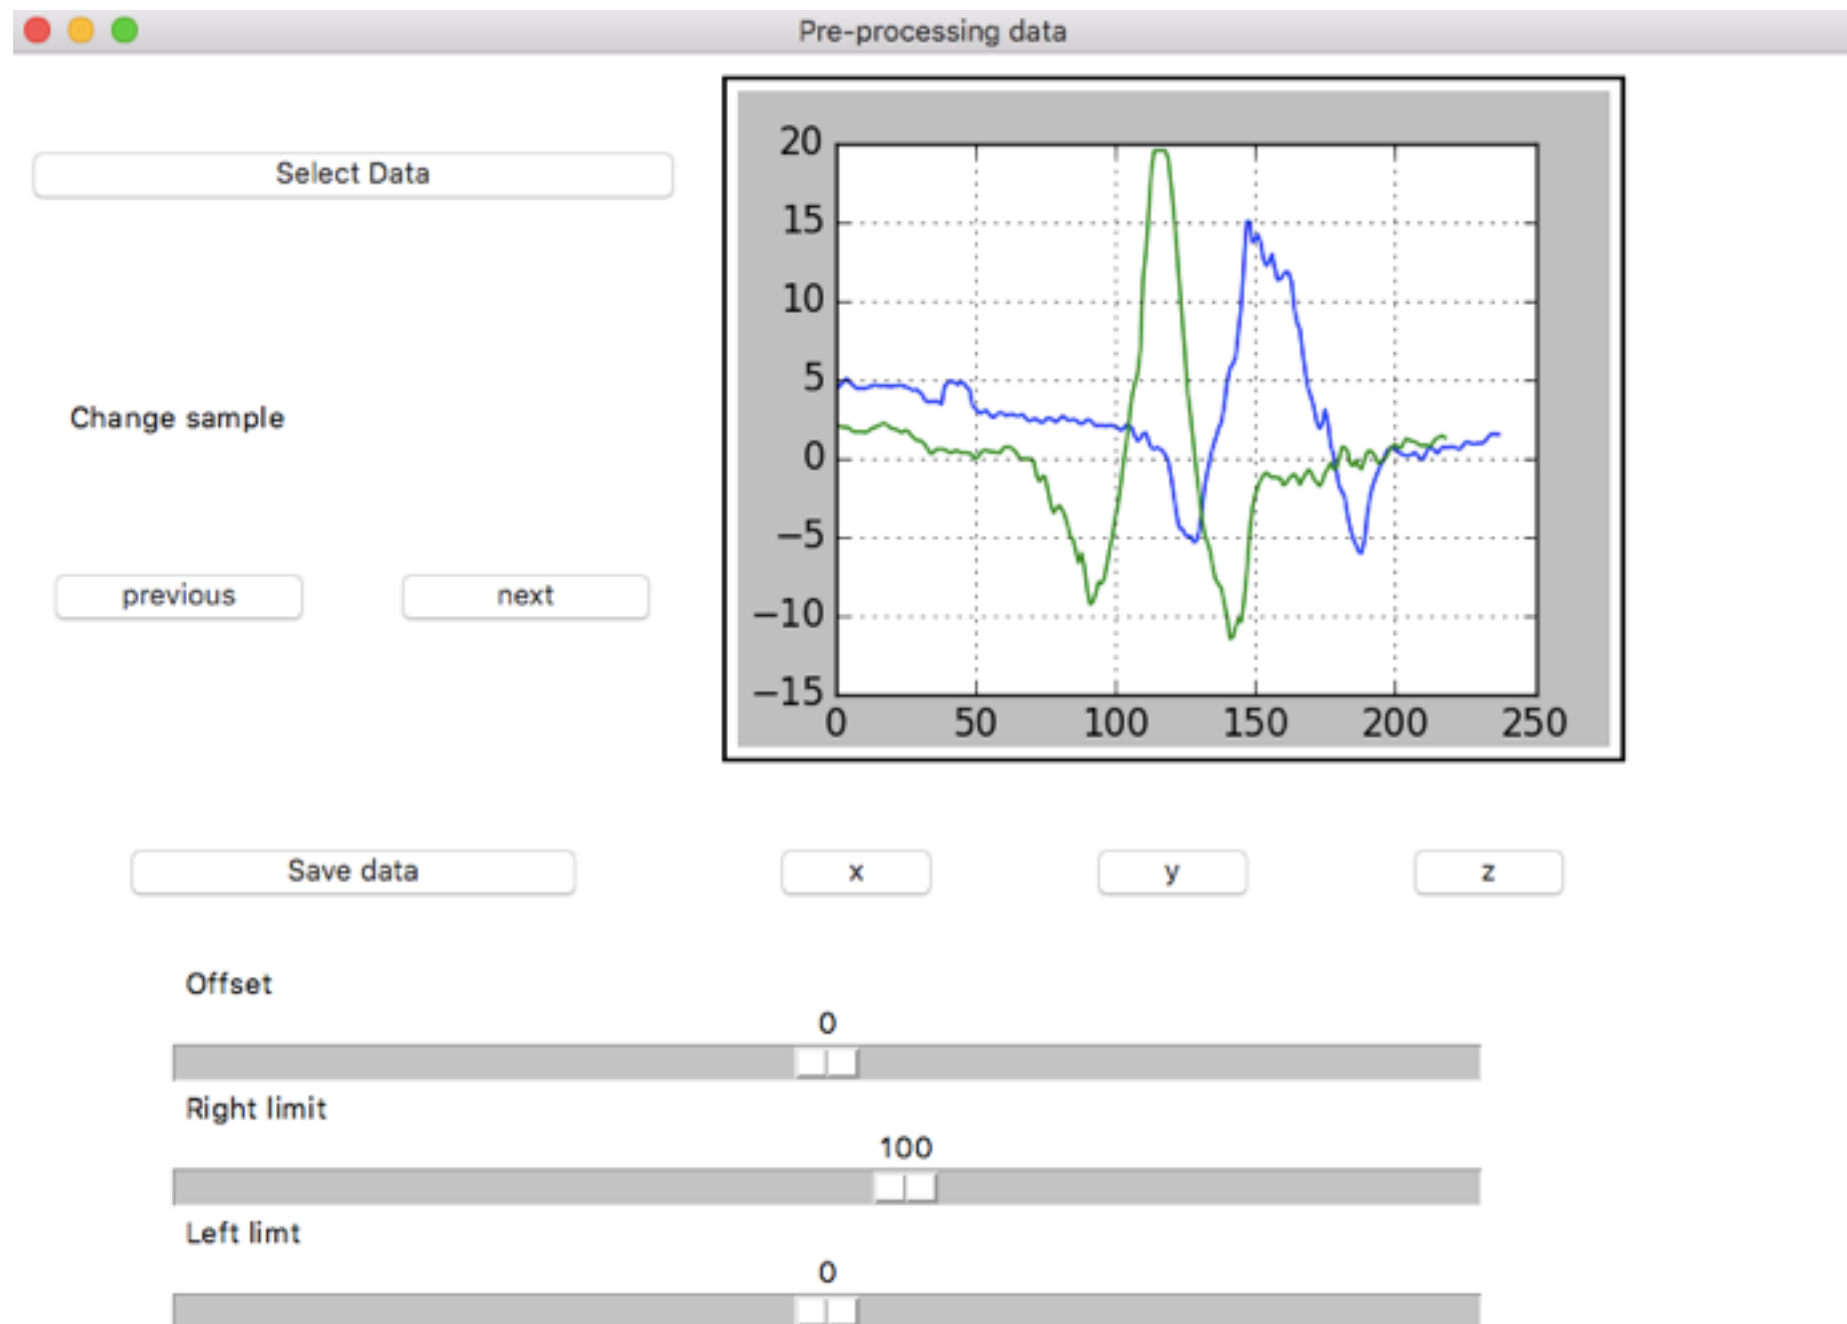 Pre-processing data
Select Data
Change sample
previous next
20
15
10
5
0
−5
−10
−15
0 50 100 150 200 250
Save data x y z
Offset
0
Right limit
100
Left limt
0